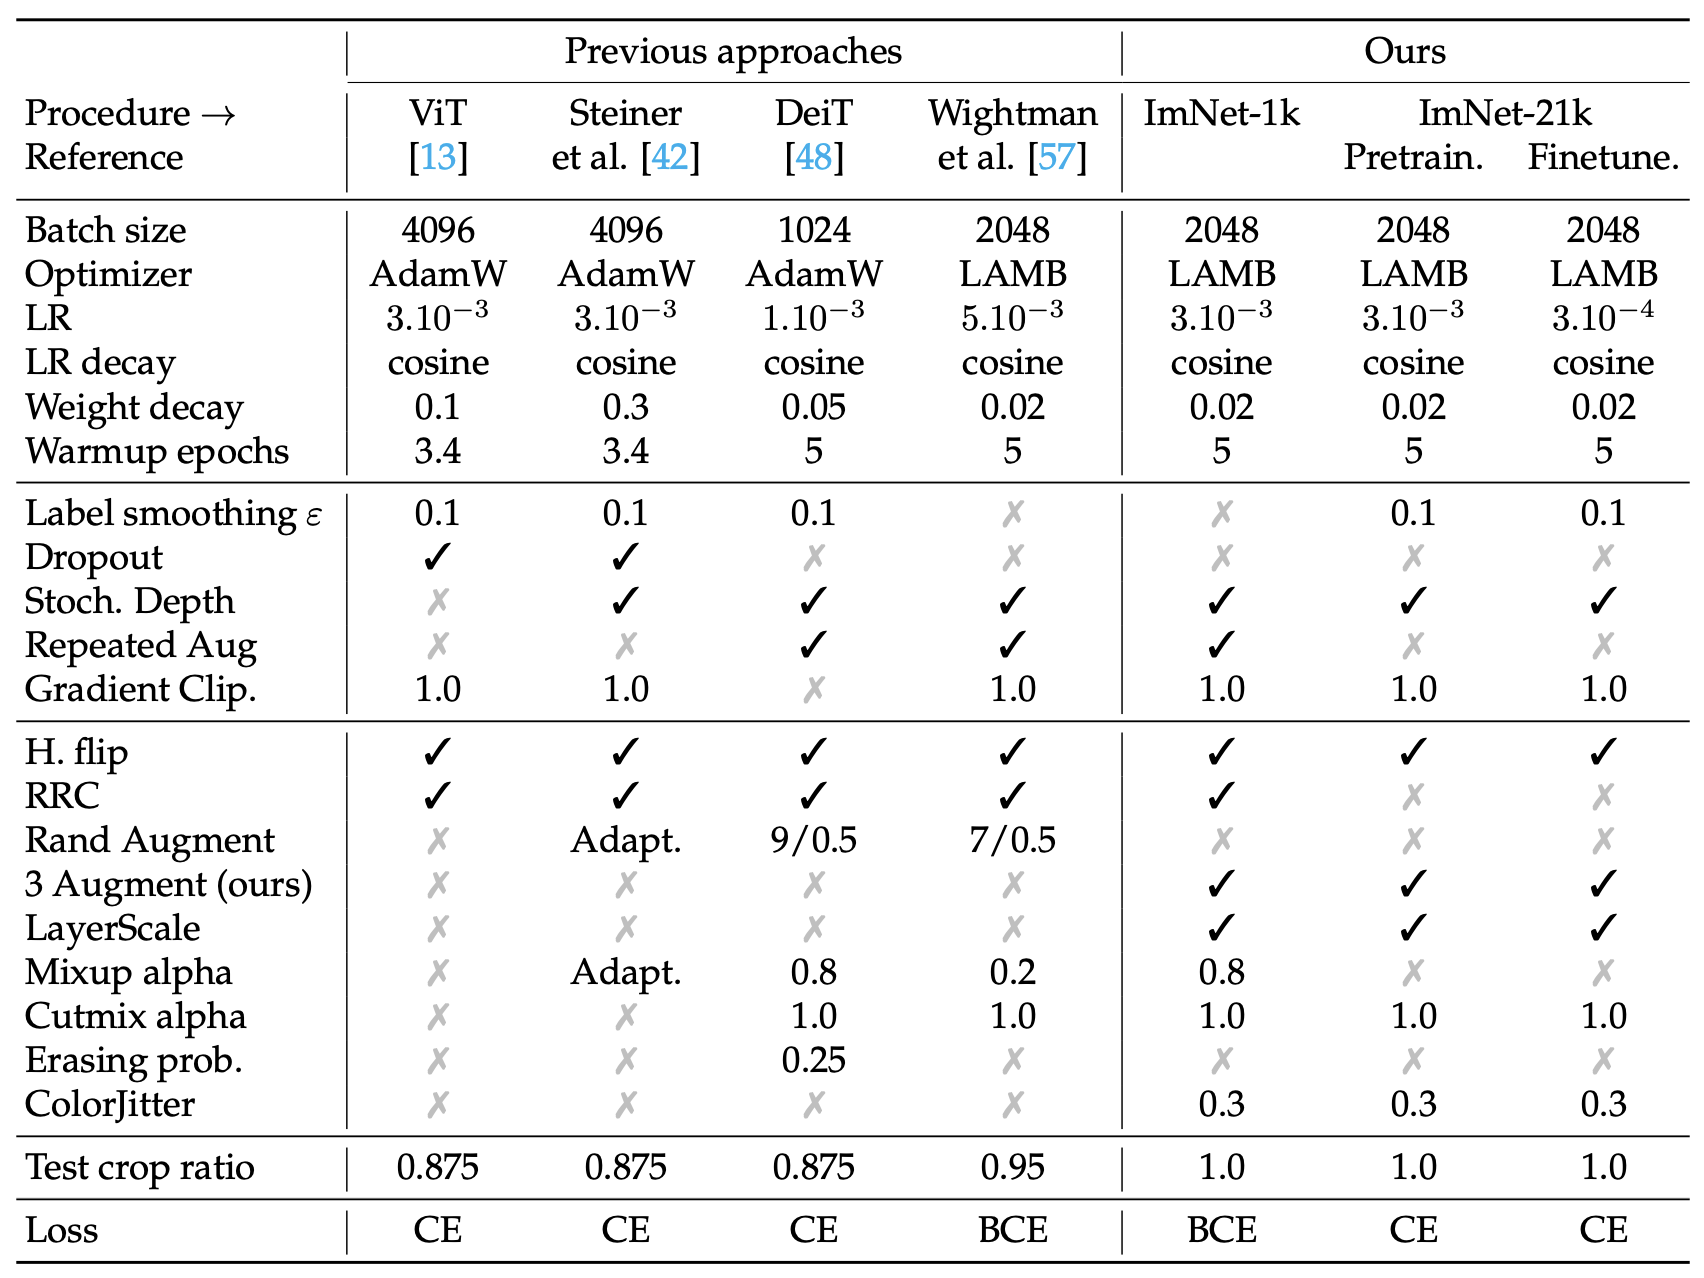 Previous approaches Ours
Procedure → ViT Steiner DeiT Wightman ImNet-1k ImNet-21k
Reference [13] et al. [42] [48] et al. [57] Pretrain. Finetune.
Batch size 4096 4096 1024 2048 2048 2048 2048
Optimizer AdamW AdamW AdamW LAMB LAMB LAMB LAMB
LR 3.10⁻³ 3.10⁻³ 1.10⁻³ 5.10⁻³ 3.10⁻³ 3.10⁻³ 3.10⁻⁴
LR decay cosine cosine cosine cosine cosine cosine cosine
Weight decay 0.1 0.3 0.05 0.02 0.02 0.02 0.02
Warmup epochs 3.4 3.4 5 5 5 5 5
Label smoothing ε 0.1 0.1 0.1 ✗ ✗ 0.1 0.1
Dropout ✓ ✓ ✗ ✗ ✗ ✗ ✗
Stoch. Depth ✗ ✓ ✓ ✓ ✓ ✓ ✓
Repeated Aug ✗ ✗ ✓ ✓ ✓ ✗ ✗
Gradient Clip. 1.0 1.0 ✗ 1.0 1.0 1.0 1.0
H. flip ✓ ✓ ✓ ✓ ✓ ✓ ✓
RRC ✓ ✓ ✓ ✓ ✓ ✗ ✗
Rand Augment ✗ Adapt. 9/0.5 7/0.5 ✗ ✗ ✗
3 Augment (ours) ✗ ✗ ✗ ✗ ✓ ✓ ✓
LayerScale ✗ ✗ ✗ ✗ ✓ ✓ ✓
Mixup alpha ✗ Adapt. 0.8 0.2 0.8 ✗ ✗
Cutmix alpha ✗ ✗ 1.0 1.0 1.0 1.0 1.0
Erasing prob. ✗ ✗ 0.25 ✗ ✗ ✗ ✗
ColorJitter ✗ ✗ ✗ ✗ 0.3 0.3 0.3
Test crop ratio 0.875 0.875 0.875 0.95 1.0 1.0 1.0
Loss CE CE CE BCE BCE CE CE